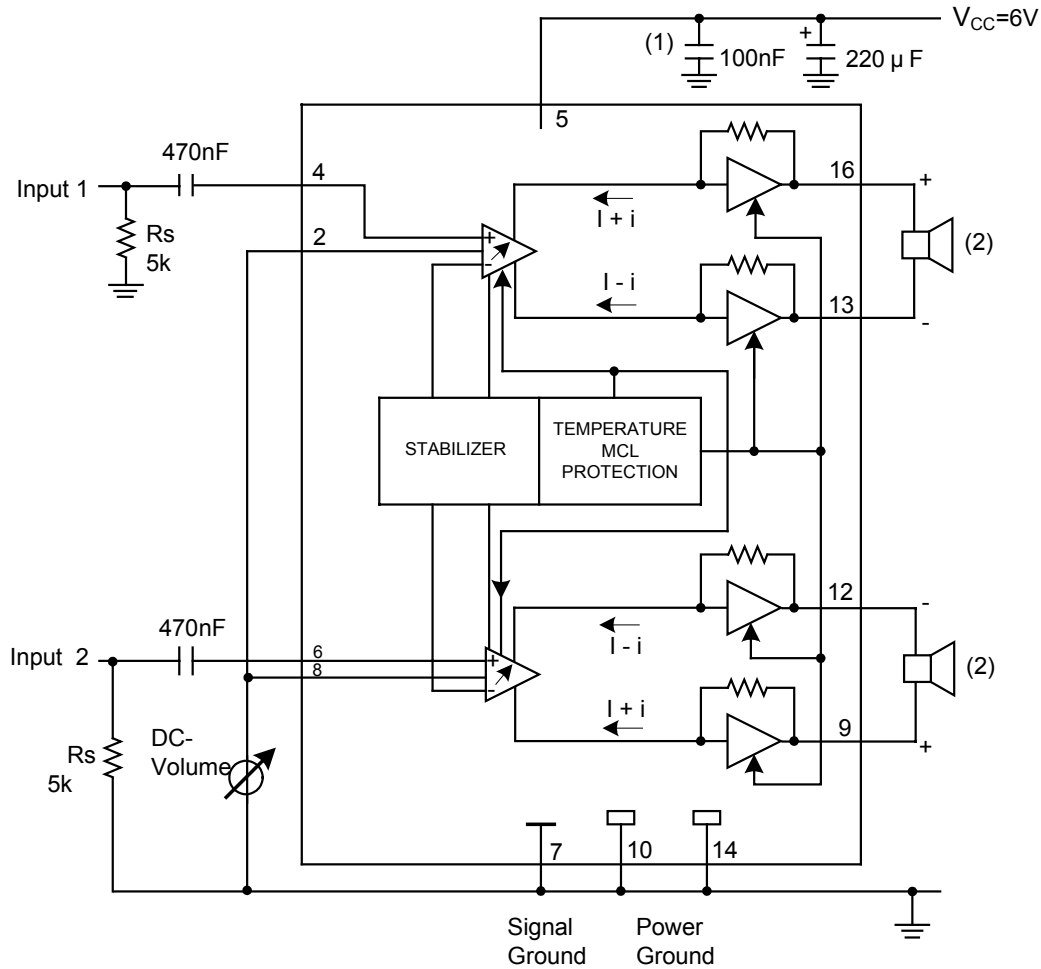 V_CC=6V
(1)
100nF
+
220 µ F
5
470nF
4
16
Input 1
+
I + i
Rs
5k
2
+
-
(2)
I - i
13
-
STABILIZER
TEMPERATURE
MCL
PROTECTION
12
-
470nF
I - i
Input 2
6
8
+
-
(2)
I + i
9
+
Rs
5k
DC-
Volume
7
10
14
Signal
Ground
Power
Ground